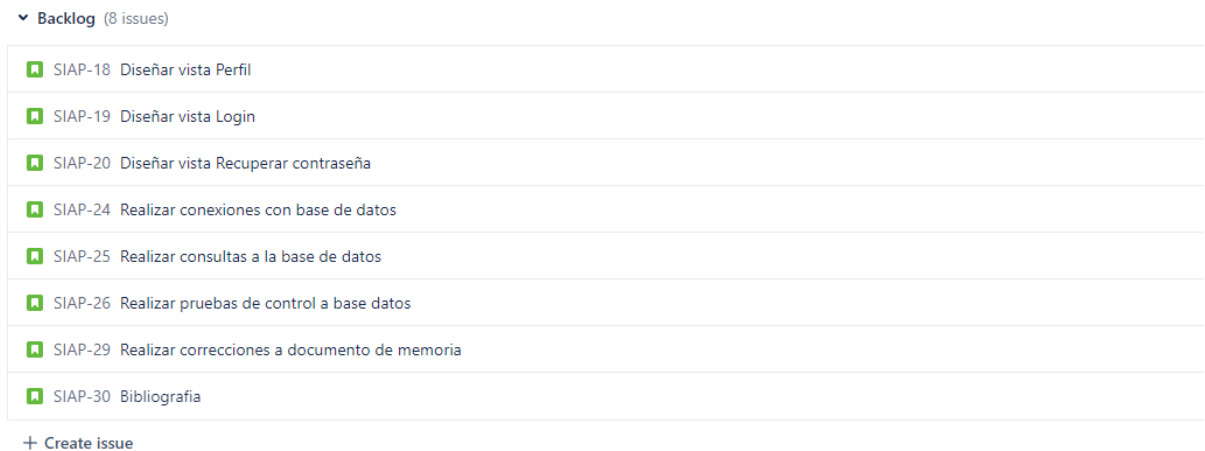 Backlog (8 issues)
SIAP-18 Diseñar vista Perfil
SIAP-19 Diseñar vista Login
SIAP-20 Diseñar vista Recuperar contraseña
SIAP-24 Realizar conexiones con base de datos
SIAP-25 Realizar consultas a la base de datos
SIAP-26 Realizar pruebas de control a base datos
SIAP-29 Realizar correcciones a documento de memoria
SIAP-30 Bibliografia
+ Create issue